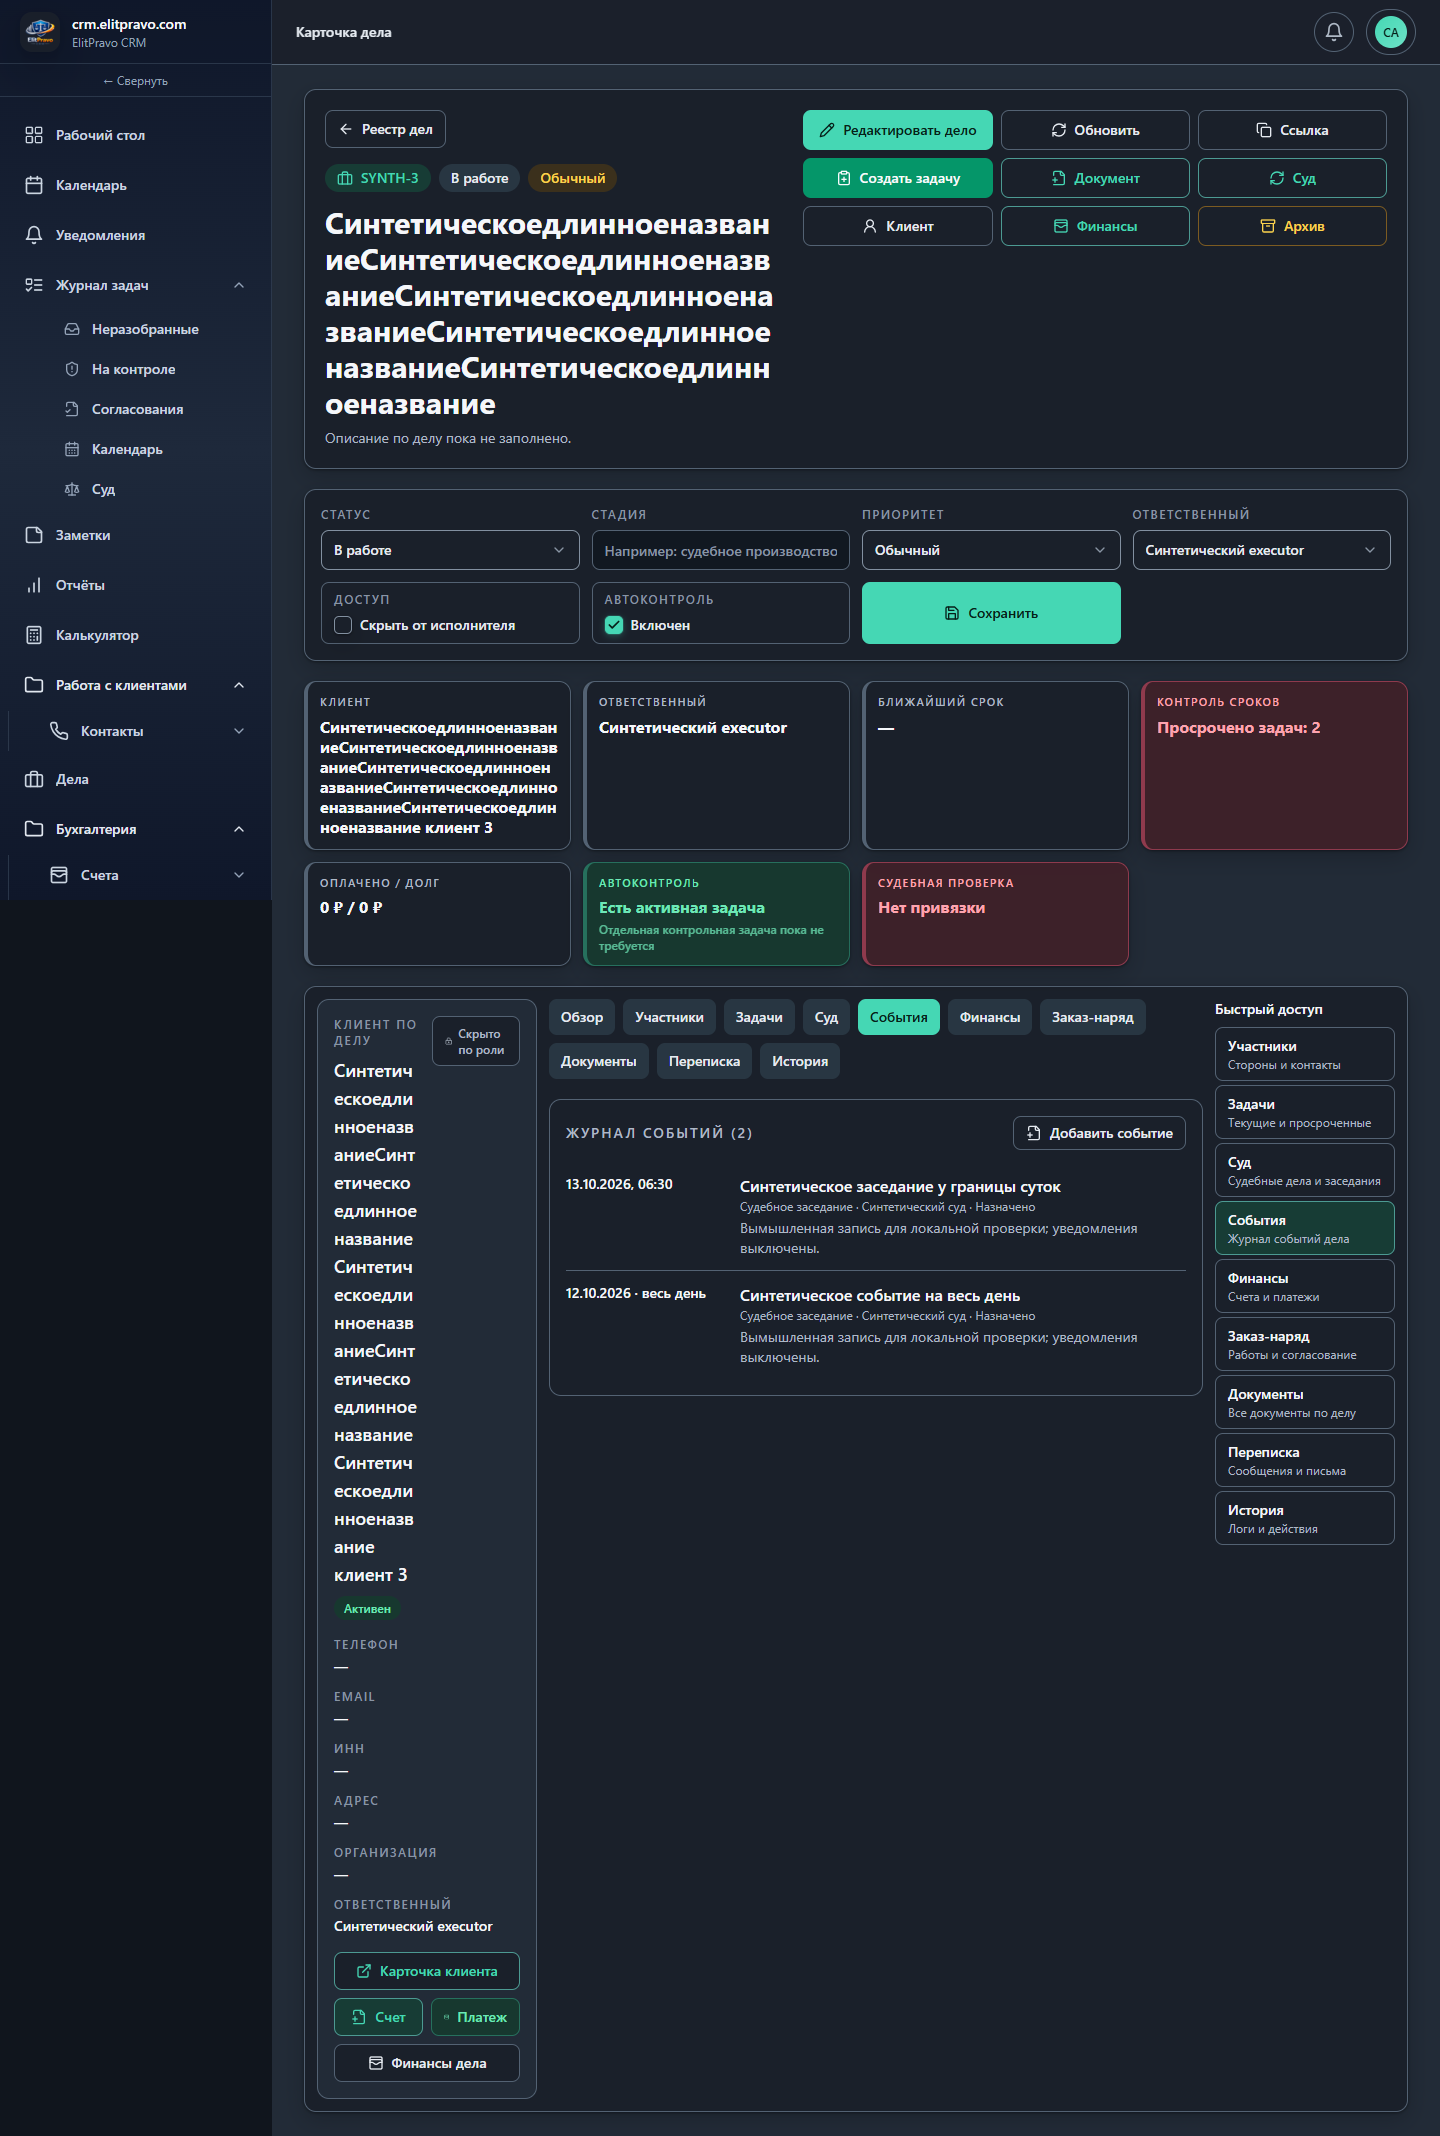 crm.elitpravo.com
ElitPravo CRM
← Свернуть
Рабочий стол
Календарь
Уведомления
Журнал задач
Неразобранные
На контроле
Согласования
Календарь
Суд
Заметки
Отчёты
Калькулятор
Работа с клиентами
Контакты
Дела
Бухгалтерия
Счета
Карточка дела
СА
Реестр дел
SYNTH-3
В работе
Обычный
Синтетическоедлинноеназван
иеСинтетическоедлинноеназв
аниеСинтетическоедлинноена
званиеСинтетическоедлинное
названиеСинтетическоедлинн
оеназвание
Описание по делу пока не заполнено.
Редактировать дело
Обновить
Ссылка
Создать задачу
Документ
Суд
Клиент
Финансы
Архив
СТАТУС
В работе
СТАДИЯ
Например: судебное производство
ПРИОРИТЕТ
Обычный
ОТВЕТСТВЕННЫЙ
Синтетический executor
ДОСТУП
Скрыть от исполнителя
АВТОКОНТРОЛЬ
Включен
Сохранить
КЛИЕНТ
Синтетическоедлинноеназван
иеСинтетическоедлинноеназв
аниеСинтетическоедлинноен
азваниеСинтетическоедлинно
еназваниеСинтетическоедлин
ноеназвание клиент 3
ОТВЕТСТВЕННЫЙ
Синтетический executor
БЛИЖАЙШИЙ СРОК
—
КОНТРОЛЬ СРОКОВ
Просрочено задач: 2
ОПЛАЧЕНО / ДОЛГ
0 ₽ / 0 ₽
АВТОКОНТРОЛЬ
Есть активная задача
Отдельная контрольная задача пока не
требуется
СУДЕБНАЯ ПРОВЕРКА
Нет привязки
КЛИЕНТ ПО
ДЕЛУ
Скрыто
по роли
Синтетич
ескоедли
нноеназв
аниеСинт
етическо
едлинное
название
Синтетич
ескоедли
нноеназв
аниеСинт
етическо
едлинное
название
Синтетич
ескоедли
нноеназв
ание
клиент 3
Активен
ТЕЛЕФОН
—
EMAIL
—
ИНН
—
АДРЕС
—
ОРГАНИЗАЦИЯ
—
ОТВЕТСТВЕННЫЙ
Синтетический executor
Карточка клиента
Счет
Платеж
Финансы дела
Обзор
Участники
Задачи
Суд
События
Финансы
Заказ-наряд
Документы
Переписка
История
ЖУРНАЛ СОБЫТИЙ (2)
Добавить событие
13.10.2026, 06:30
Синтетическое заседание у границы суток
Судебное заседание · Синтетический суд · Назначено
Вымышленная запись для локальной проверки; уведомления
выключены.
12.10.2026 · весь день
Синтетическое событие на весь день
Судебное заседание · Синтетический суд · Назначено
Вымышленная запись для локальной проверки; уведомления
выключены.
Быстрый доступ
Участники
Стороны и контакты
Задачи
Текущие и просроченные
Суд
Судебные дела и заседания
События
Журнал событий дела
Финансы
Счета и платежи
Заказ-наряд
Работы и согласование
Документы
Все документы по делу
Переписка
Сообщения и письма
История
Логи и действия